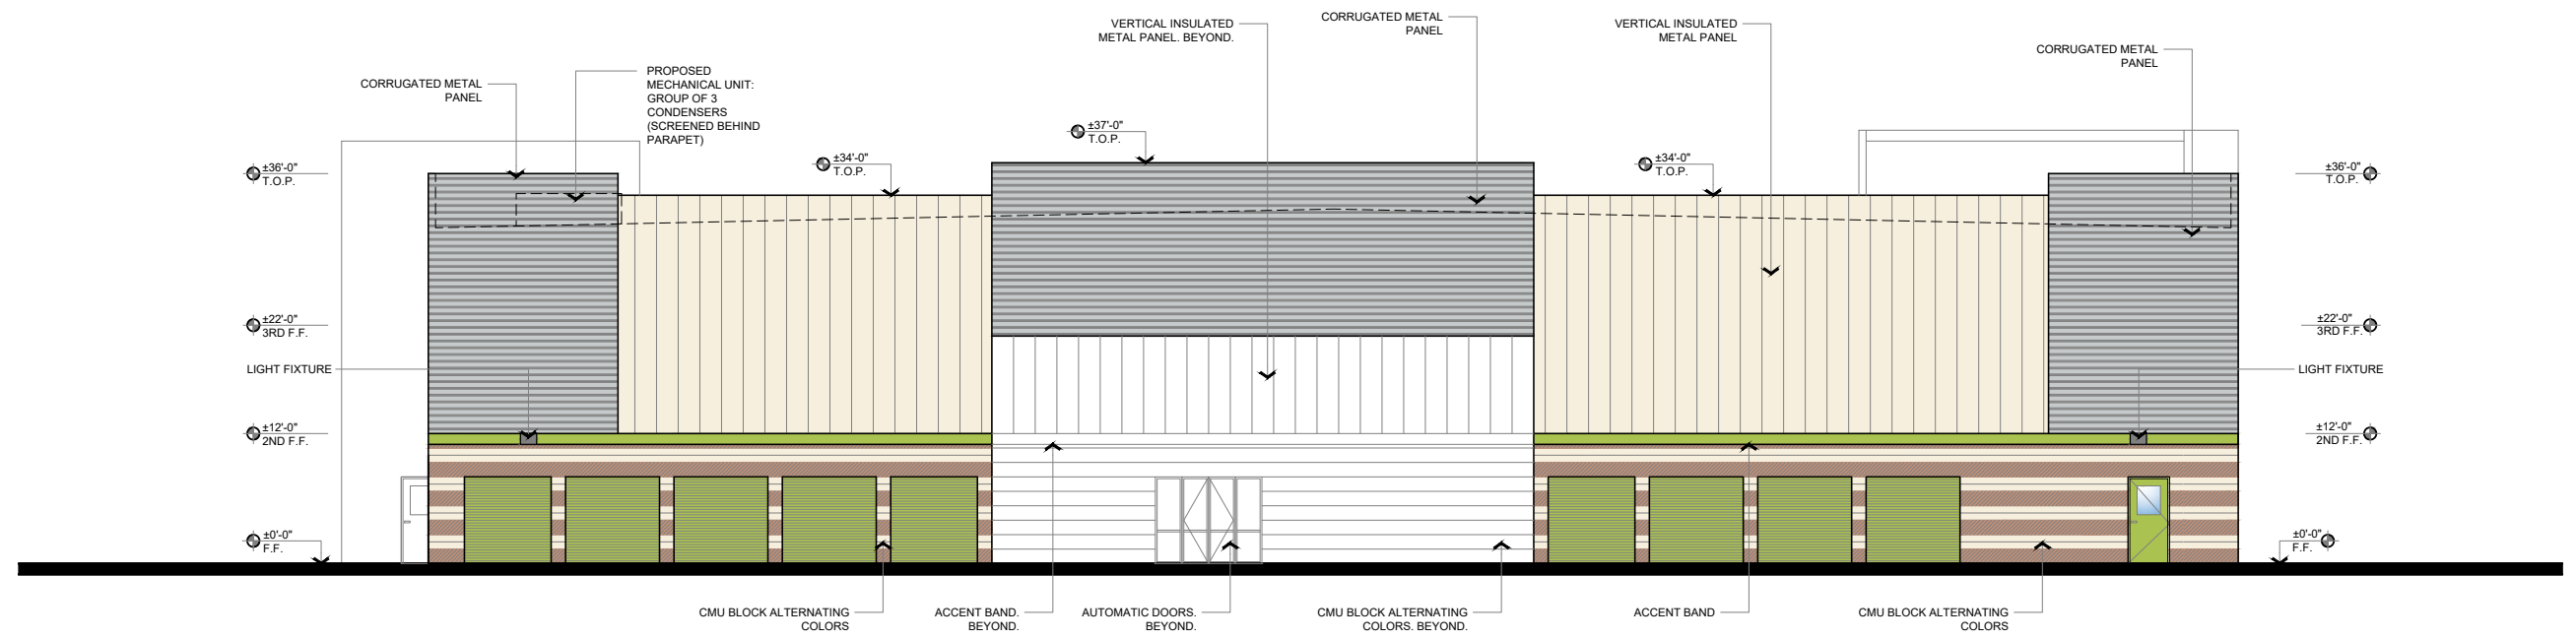 VERTICAL INSULATED
METAL PANEL. BEYOND.
CORRUGATED METAL
PANEL
VERTICAL INSULATED
METAL PANEL
CORRUGATED METAL
PANEL
CORRUGATED METAL
PANEL
PROPOSED
MECHANICAL UNIT:
GROUP OF 3
CONDENSERS
(SCREENED BEHIND
PARAPET)
±37'-0"
T.O.P.
±34'-0"
T.O.P.
±34'-0"
T.O.P.
±36'-0"
T.O.P.
±36'-0"
T.O.P.
±22'-0"
3RD F.F.
±22'-0"
3RD F.F.
LIGHT FIXTURE
LIGHT FIXTURE
±12'-0"
2ND F.F.
±12'-0"
2ND F.F.
±0'-0"
F.F.
±0'-0"
F.F.
CMU BLOCK ALTERNATING
COLORS
ACCENT BAND.
BEYOND.
AUTOMATIC DOORS.
BEYOND.
CMU BLOCK ALTERNATING
COLORS. BEYOND.
ACCENT BAND
CMU BLOCK ALTERNATING
COLORS